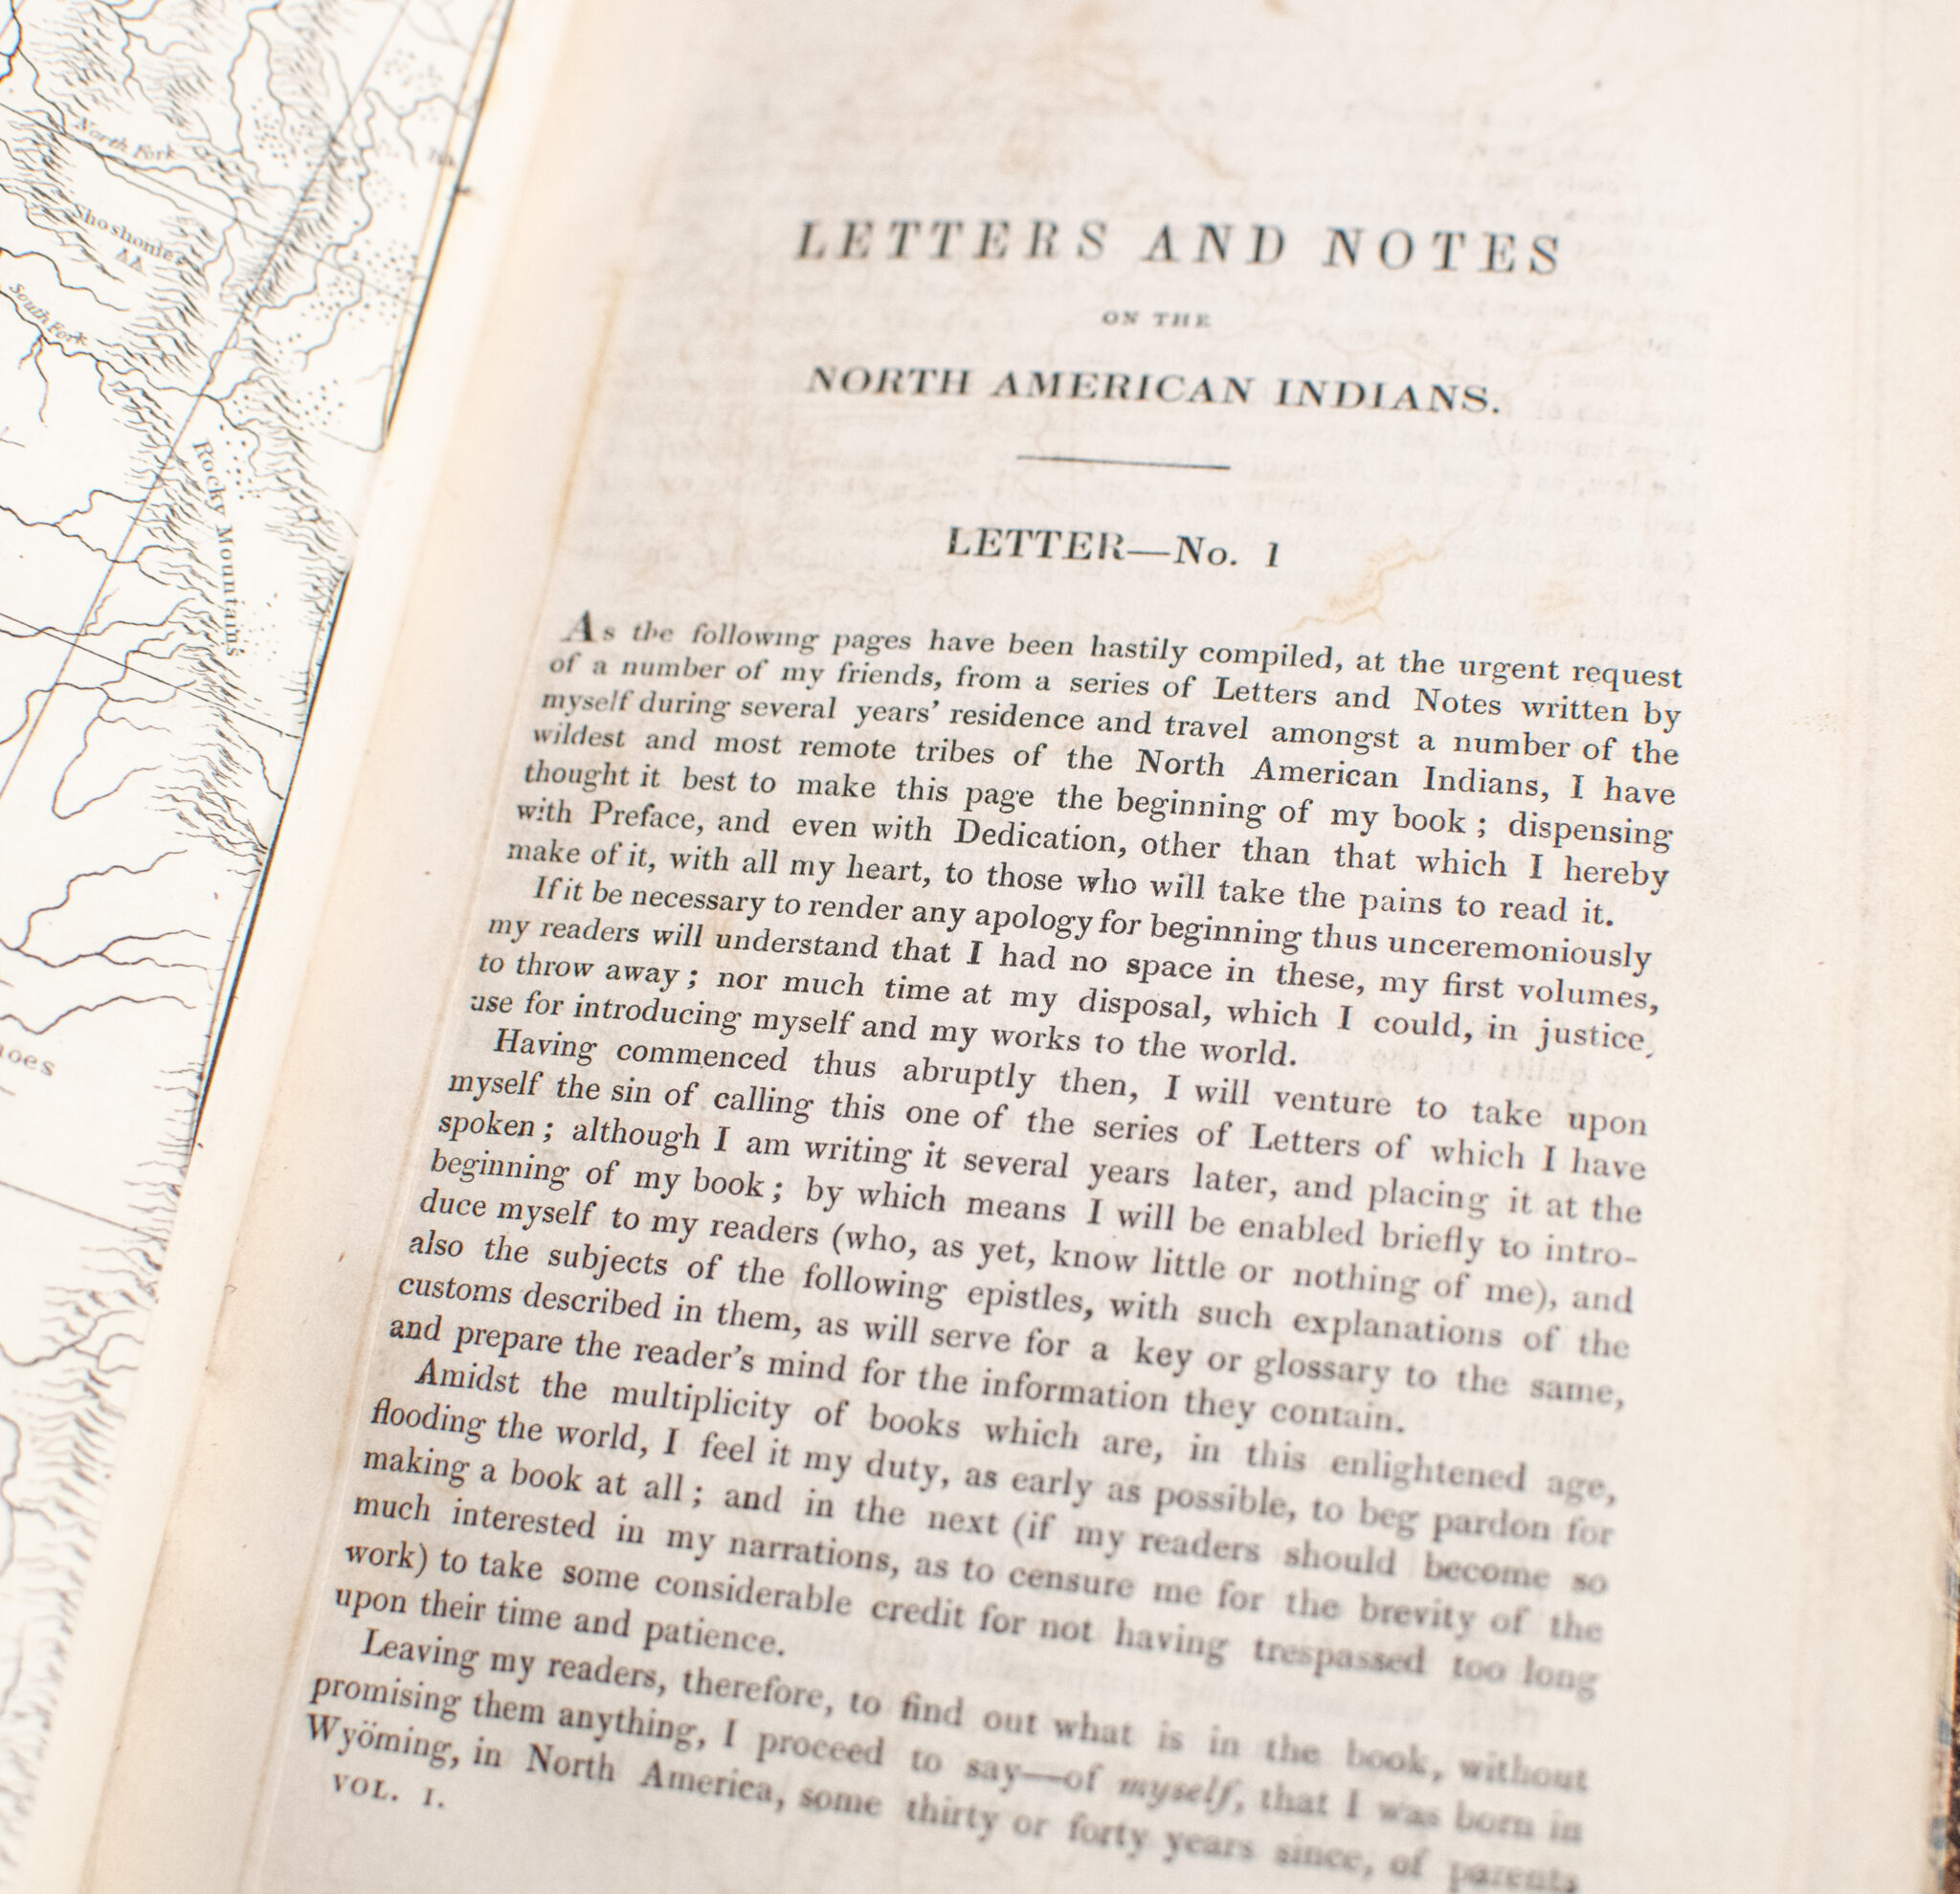 North Fork
Shoshonie
South Fork
Rocky Mountains
LETTERS AND NOTES
ON THE
NORTH AMERICAN INDIANS.
LETTER—No. 1
As the following pages have been hastily compiled, at the urgent request
of a number of my friends, from a series of Letters and Notes written by
myself during several years' residence and travel amongst a number of the
wildest and most remote tribes of the North American Indians, I have
thought it best to make this page the beginning of my book; dispensing
with Preface, and even with Dedication, other than that which I hereby
make of it, with all my heart, to those who will take the pains to read it.
If it be necessary to render any apology for beginning thus unceremoniously
my readers will understand that I had no space in these, my first volumes,
to throw away; nor much time at my disposal, which I could, in justice,
use for introducing myself and my works to the world.
Having commenced thus abruptly then, I will venture to take upon
myself the sin of calling this one of the series of Letters of which I have
spoken; although I am writing it several years later, and placing it at the
beginning of my book; by which means I will be enabled briefly to intro-
duce myself to my readers (who, as yet, know little or nothing of me), and
also the subjects of the following epistles, with such explanations of the
customs described in them, as will serve for a key or glossary to the same,
and prepare the reader's mind for the information they contain.
Amidst the multiplicity of books which are, in this enlightened age,
flooding the world, I feel it my duty, as early as possible, to beg pardon for
making a book at all; and in the next (if my readers should become so
much interested in my narrations, as to censure me for the brevity of the
work) to take some considerable credit for not having trespassed too long
upon their time and patience.
Leaving my readers, therefore, to find out what is in the book, without
promising them anything, I proceed to say—of myself, that I was born in
Wyöming, in North America, some thirty or forty years since, of parents
VOL. I.